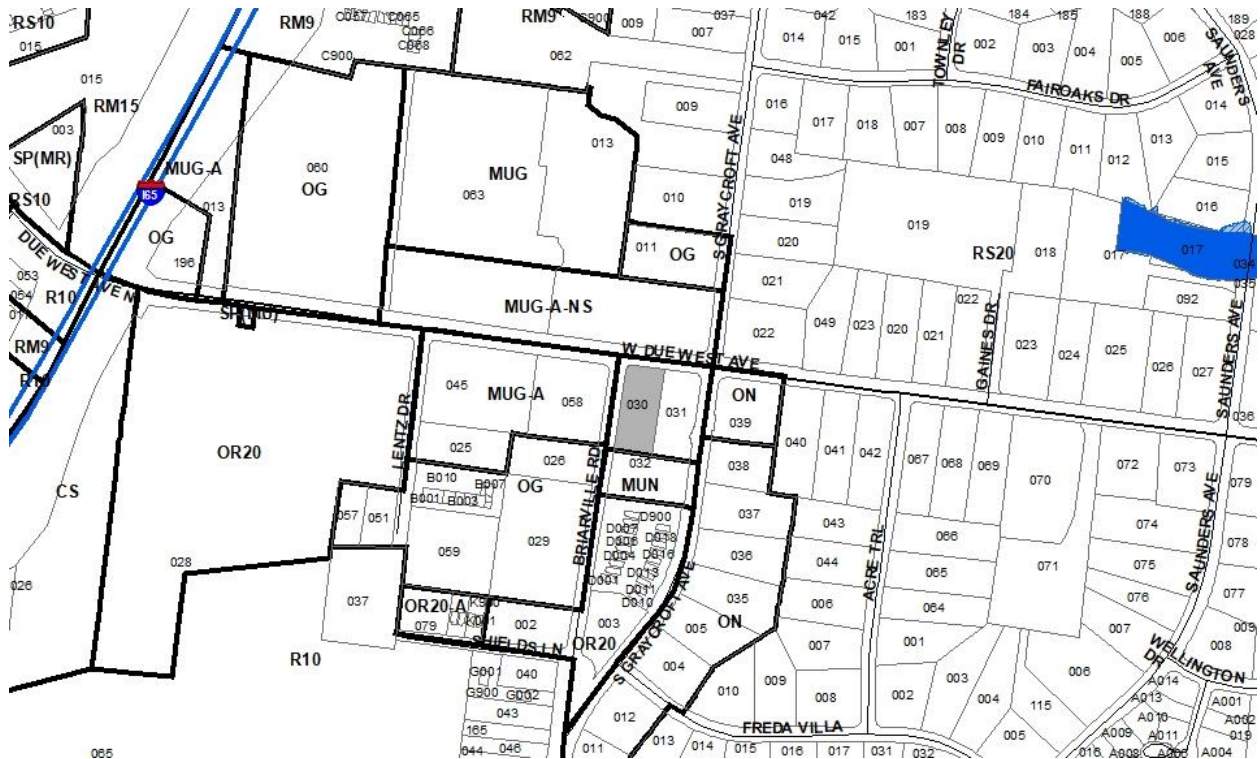 RS10
015
RM9
C057
C065
C066
C068
C900
RM9
C900
009
037
007
062
042
014
015
001
183
TOWNLEY DR
002
184
003
185
004
188
005
006
189
028
SAUNDERS AVE
FAIROAKS DR
014
015
RM15
003
SP(MR)
RS10
MUG-A
165
013
OG
196
060
OG
063
MUG
013
009
010
011
OG
S GRAYCROFT AVE
016
017
018
007
008
009
010
011
012
013
015
016
048
019
020
021
022
019
RS20
018
017
017
034
035
092
049
023
020
021
022
GAINES DR
023
024
025
026
027
SAUNDERS AVE
036
DUE WEST AVE N
053
054
R10
RM9
R10
SP(MU)
MUG-A-NS
W DUE WEST AVE
045
MUG-A
058
030
031
ON
039
LENTZ DR
025
026
032
MUN
038
040
041
042
067
068
069
070
072
073
079
OR20
CS
B010
B007
B001
B003
OG
BRIARVILLE RD
057
051
059
029
D900
D007
D018
D004
D016
D001
D013
D011
D010
037
036
035
ON
043
044
006
007
ACRE TRL
066
065
064
071
074
075
076
078
077
SAUNDERS AVE
028
026
037
R10
065
OR20-A
079
K001
SHIELDS LN
002
OR20
003
005
004
S GRAYCROFT AVE
G001
040
G900
G002
043
165
044
046
012
011
013
014
010
009
008
FREDA VILLA
015
016
017
031
032
001
002
003
004
115
005
006
007
008
009
WELLINGTON DR
A014
A013
A010
A009
A011
A001
A002
019
A004
016